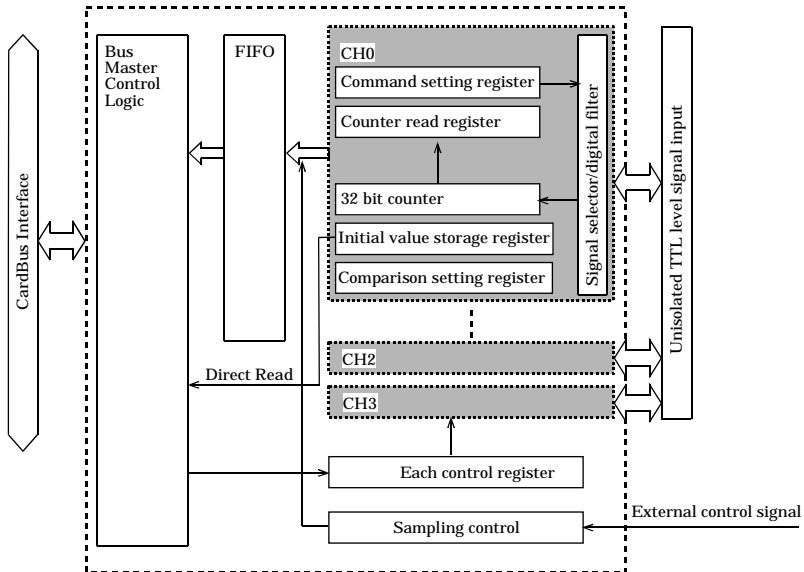 CardBus Interface
Bus
Master
Control
Logic
FIFO
CH0
Command setting register
Counter read register
32 bit counter
Initial value storage register
Comparison setting register
Signal selector/digital filter
Unisolated TTL level signal input
CH2
Direct Read
CH3
Each control register
Sampling control
External control signal